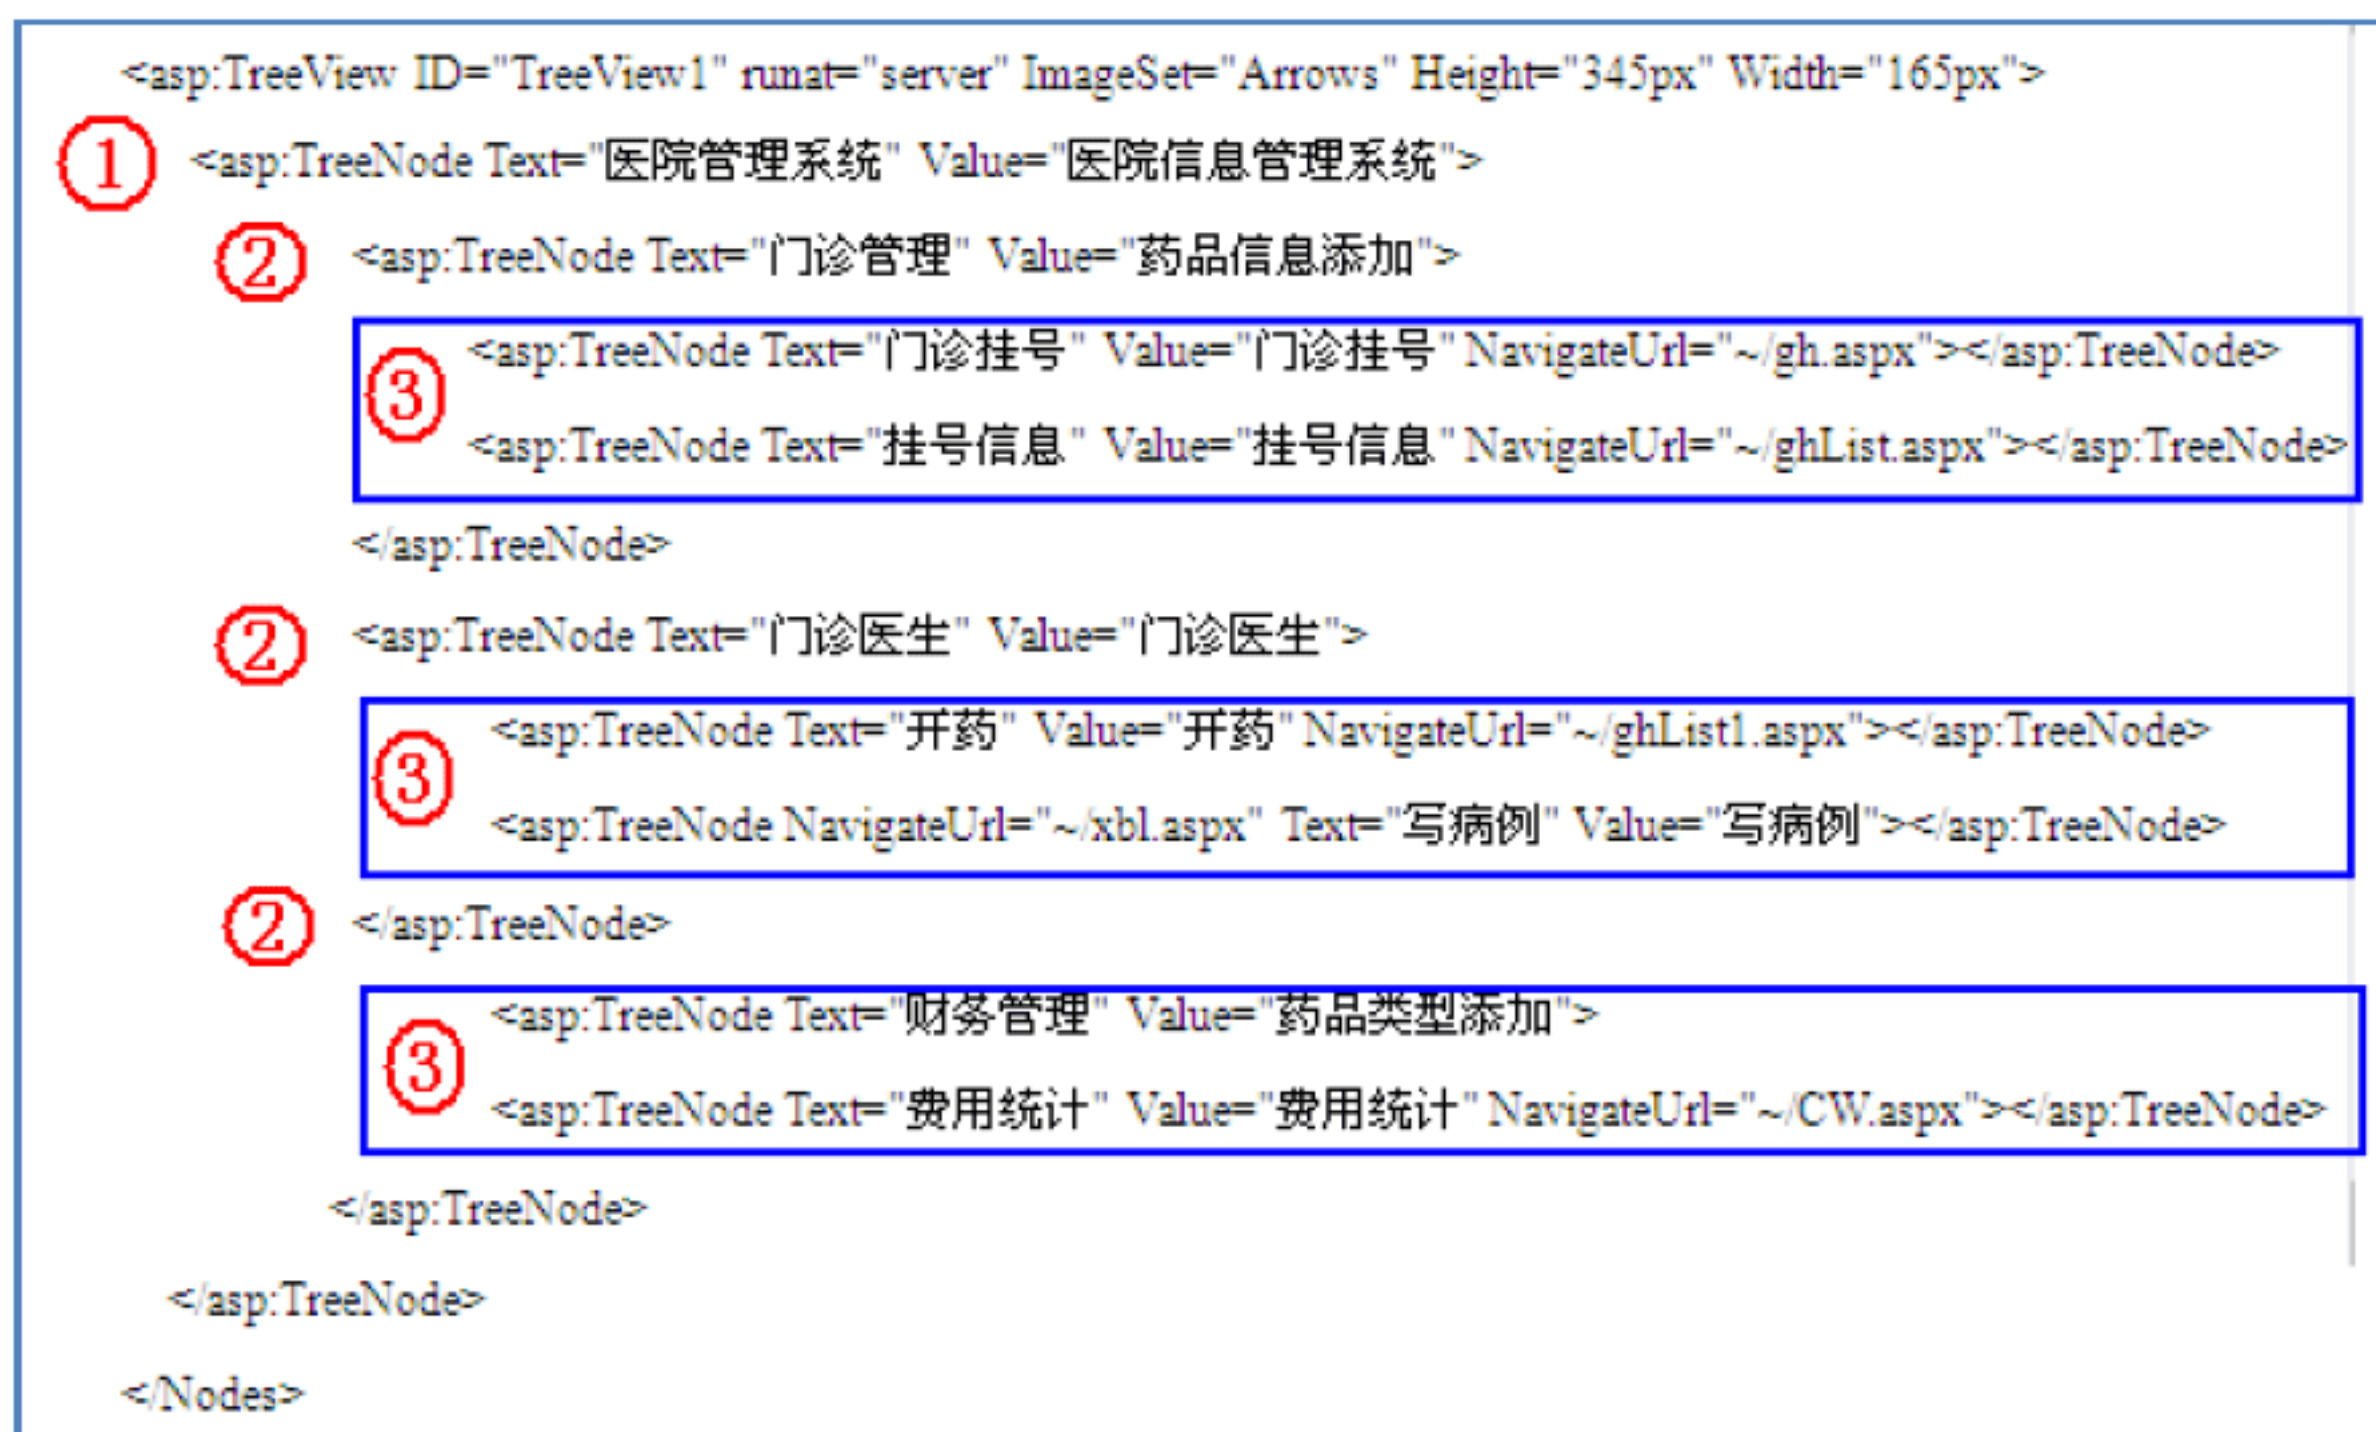 <asp:TreeView ID="TreeView1" runat="server" ImageSet="Arrows" Height="345px" Width="165px">
① <asp:TreeNode Text="医院管理系统" Value="医院信息管理系统">
② <asp:TreeNode Text="门诊管理" Value="药品信息添加">
③ <asp:TreeNode Text="门诊挂号" Value="门诊挂号" NavigateUrl="~/gh.aspx"></asp:TreeNode>
<asp:TreeNode Text="挂号信息" Value="挂号信息" NavigateUrl="~/ghList.aspx"></asp:TreeNode>
</asp:TreeNode>
② <asp:TreeNode Text="门诊医生" Value="门诊医生">
③ <asp:TreeNode Text="开药" Value="开药" NavigateUrl="~/ghList1.aspx"></asp:TreeNode>
<asp:TreeNode NavigateUrl="~/xbl.aspx" Text="写病例" Value="写病例"></asp:TreeNode>
② </asp:TreeNode>
③ <asp:TreeNode Text="财务管理" Value="药品类型添加">
<asp:TreeNode Text="费用统计" Value="费用统计" NavigateUrl="~/CW.aspx"></asp:TreeNode>
</asp:TreeNode>
</asp:TreeNode>
</Nodes>